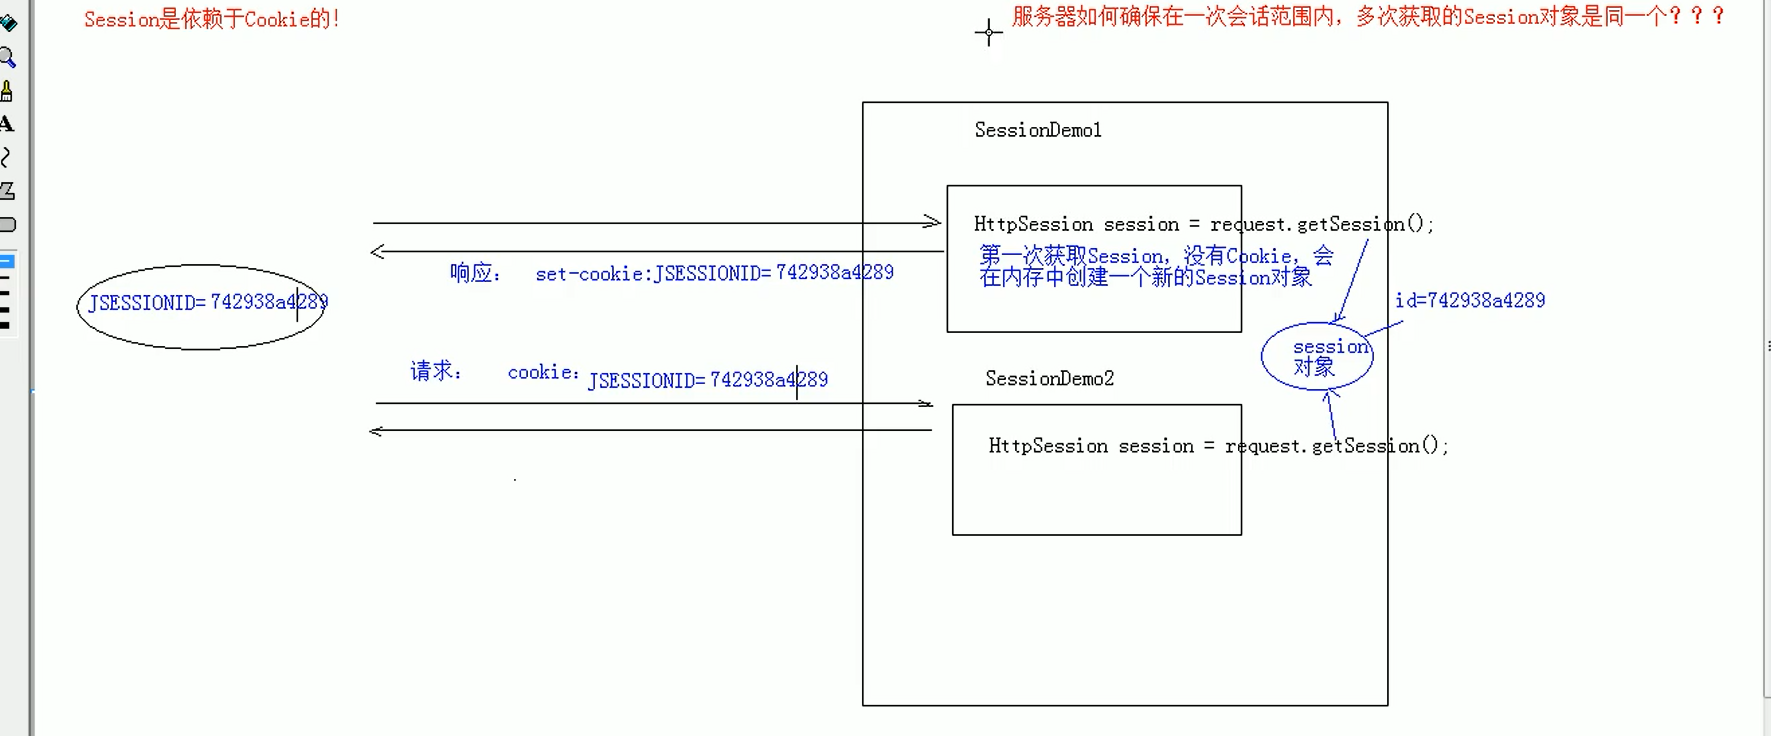 Session是依赖于Cookie的!
服务器如何确保在一次会话范围内，多次获取的Session对象是同一个？？？
SessionDemo1
HttpSession session = request.getSession();
第一次获取Session，没有Cookie，会
在内存中创建一个新的Session对象
响应： set-cookie:JSESSIONID=742938a4289
JSESSIONID=742938a4289
id=742938a4289
session
对象
请求： cookie：JSESSIONID=742938a4289
SessionDemo2
HttpSession session = request.getSession();
A